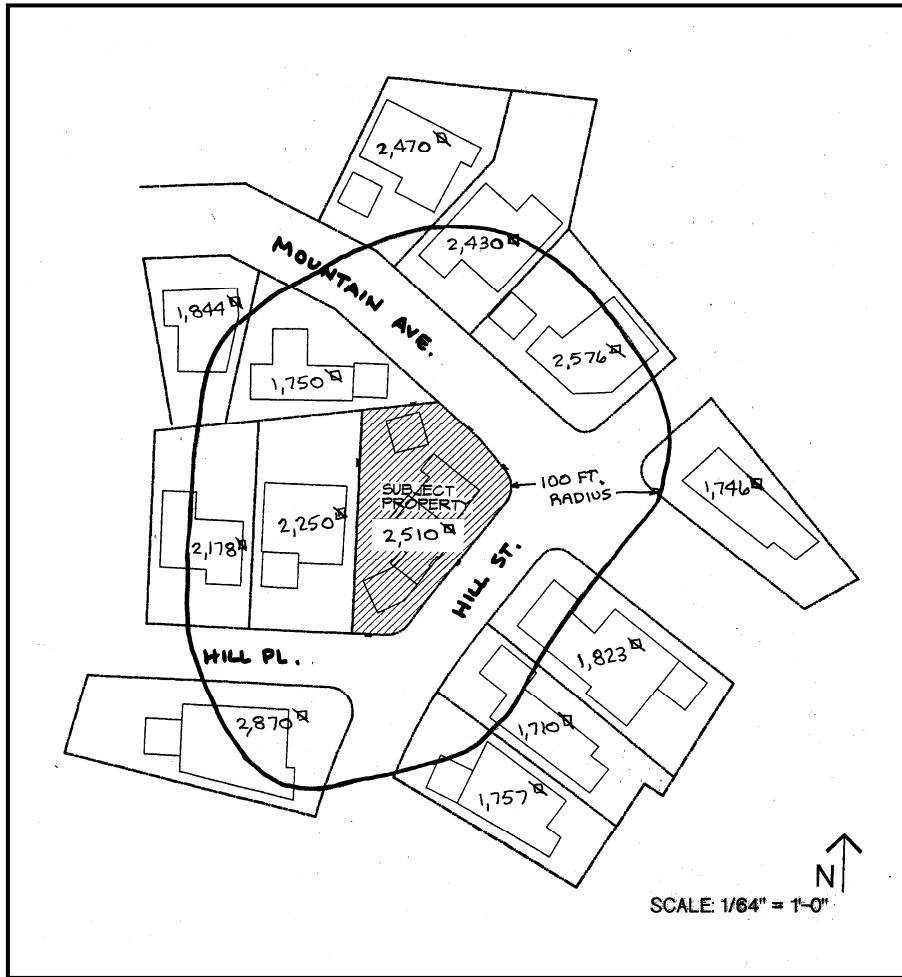 2,470
2,430
MOUNTAIN AVE.
1,844
2,576
1,750
100 FT.
RADIUS
1,746
SUBJECT
PROPERTY
2,510
2,250
2,178
HILL ST.
HILL PL.
1,823
2,870
1,710
1,757
N
SCALE: 1/64" = 1'-0"